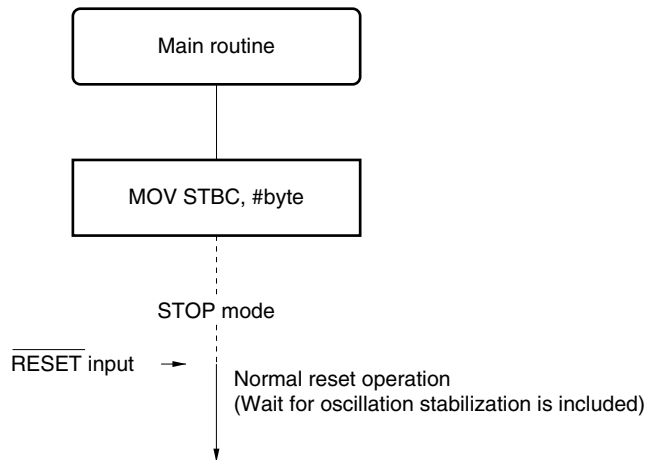 Main routine
MOV STBC, #byte
STOP mode
RESET input
Normal reset operation
(Wait for oscillation stabilization is included)